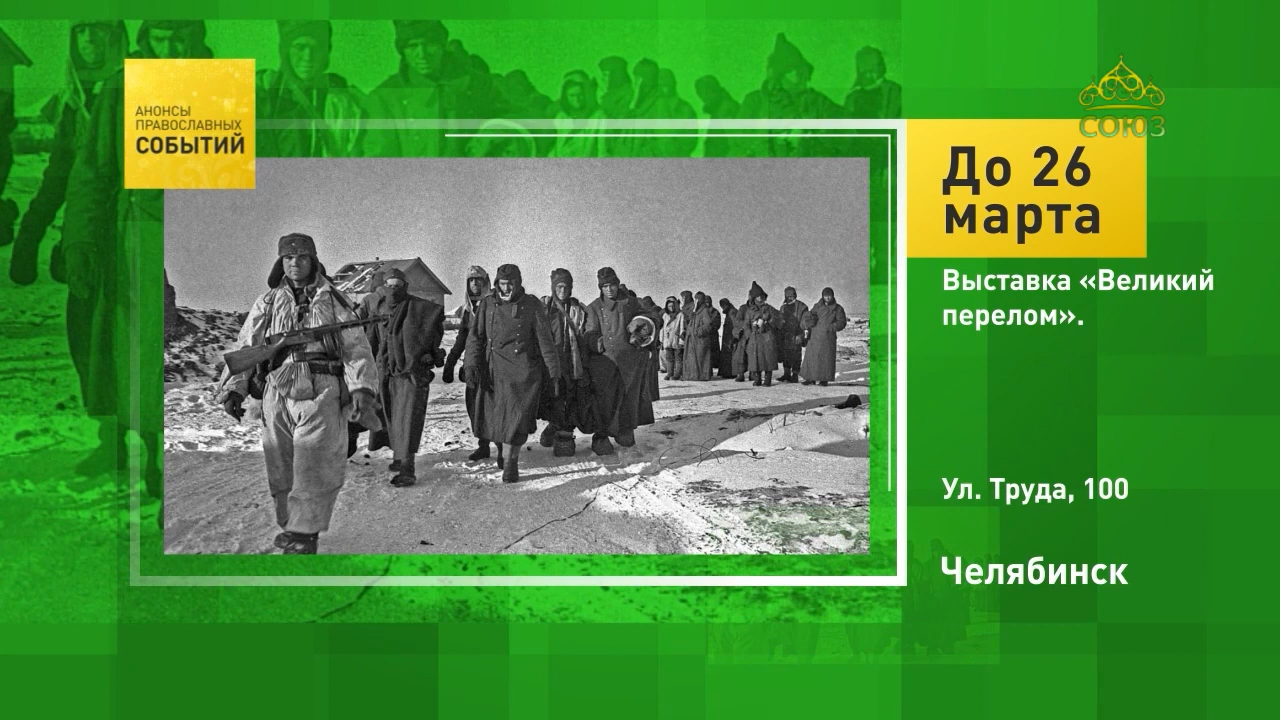 АНОНСЫ
ПРАВОСЛАВНЫХ
СОБЫТИЙ
СОЮЗ
До 26
марта
Выставка «Великий
перелом».
Ул. Труда, 100
Челябинск